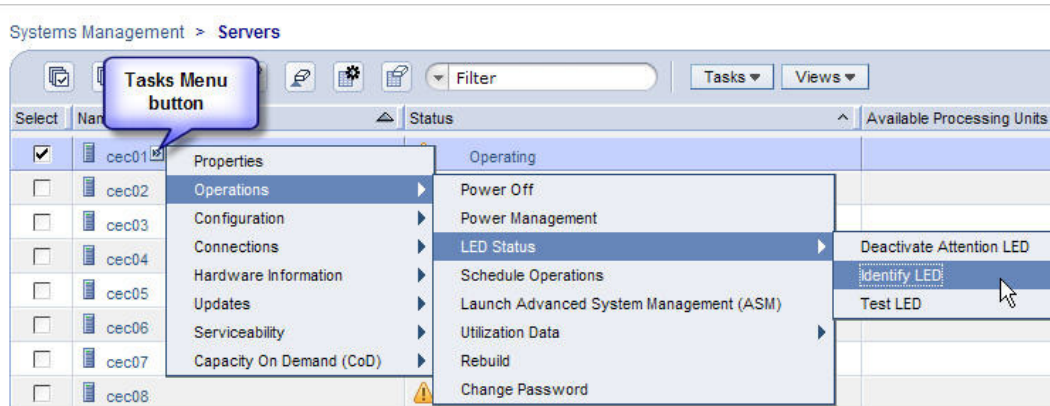 Systems Management > Servers
Tasks Menu button
Filter
Tasks
Views
Select
Status
Available Processing Units
cec01
Operating
cec02
cec03
cec04
cec05
cec06
cec07
cec08
Properties
Operations
Configuration
Connections
Hardware Information
Updates
Serviceability
Capacity On Demand (CoD)
Power Off
Power Management
LED Status
Schedule Operations
Launch Advanced System Management (ASM)
Utilization Data
Rebuild
Change Password
Deactivate Attention LED
Identify LED
Test LED